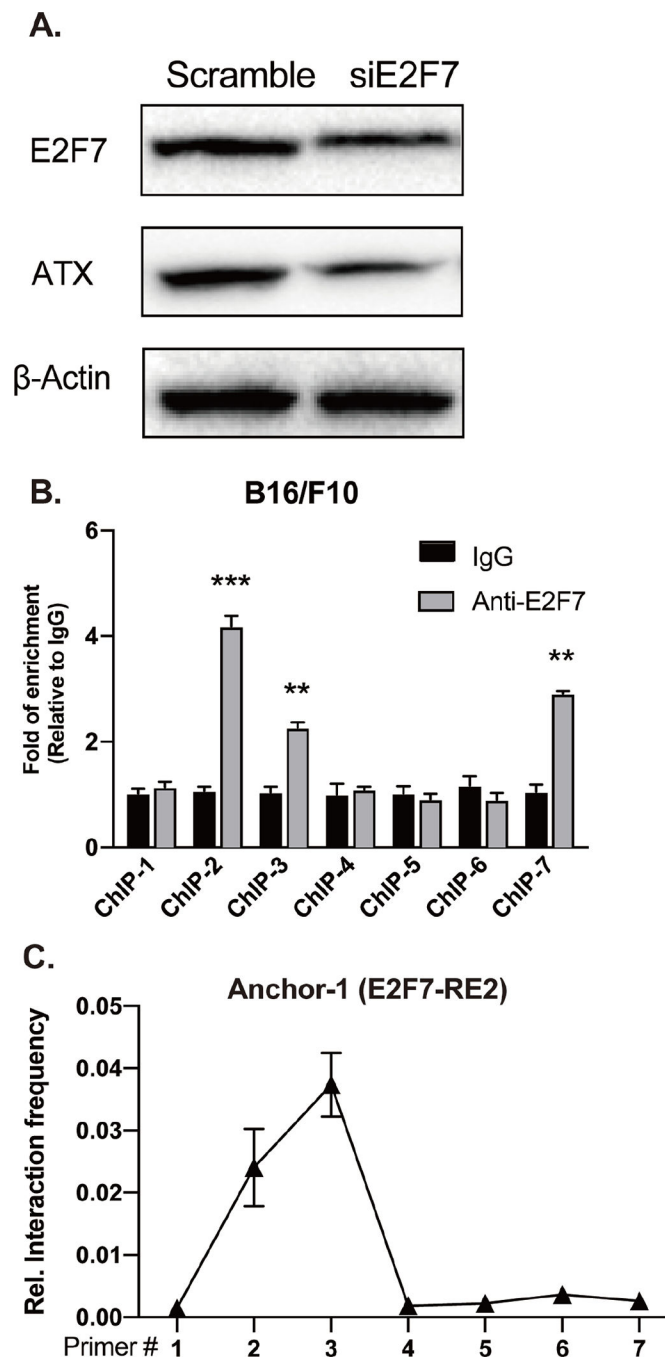 A.
Scramble siE2F7
E2F7
ATX
β-Actin
B.
B16/F10
Fold of enrichment
(Relative to IgG)
6
4
2
0
IgG
Anti-E2F7
***
**
**
ChIP-1 ChIP-2 ChIP-3 ChIP-4 ChIP-5 ChIP-6 ChIP-7
C.
Anchor-1 (E2F7-RE2)
Rel. Interaction frequency
0.05
0.04
0.03
0.02
0.01
0.00
Primer # 1 2 3 4 5 6 7